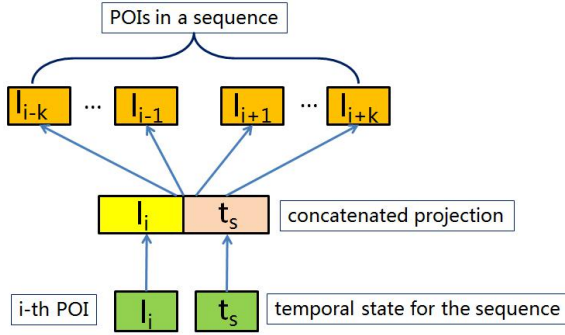 POIs in a sequence
l_{i-k} ... l_{i-1} l_{i+1} ... l_{i+k}
l_i t_s concatenated projection
i-th POI l_i t_s temporal state for the sequence